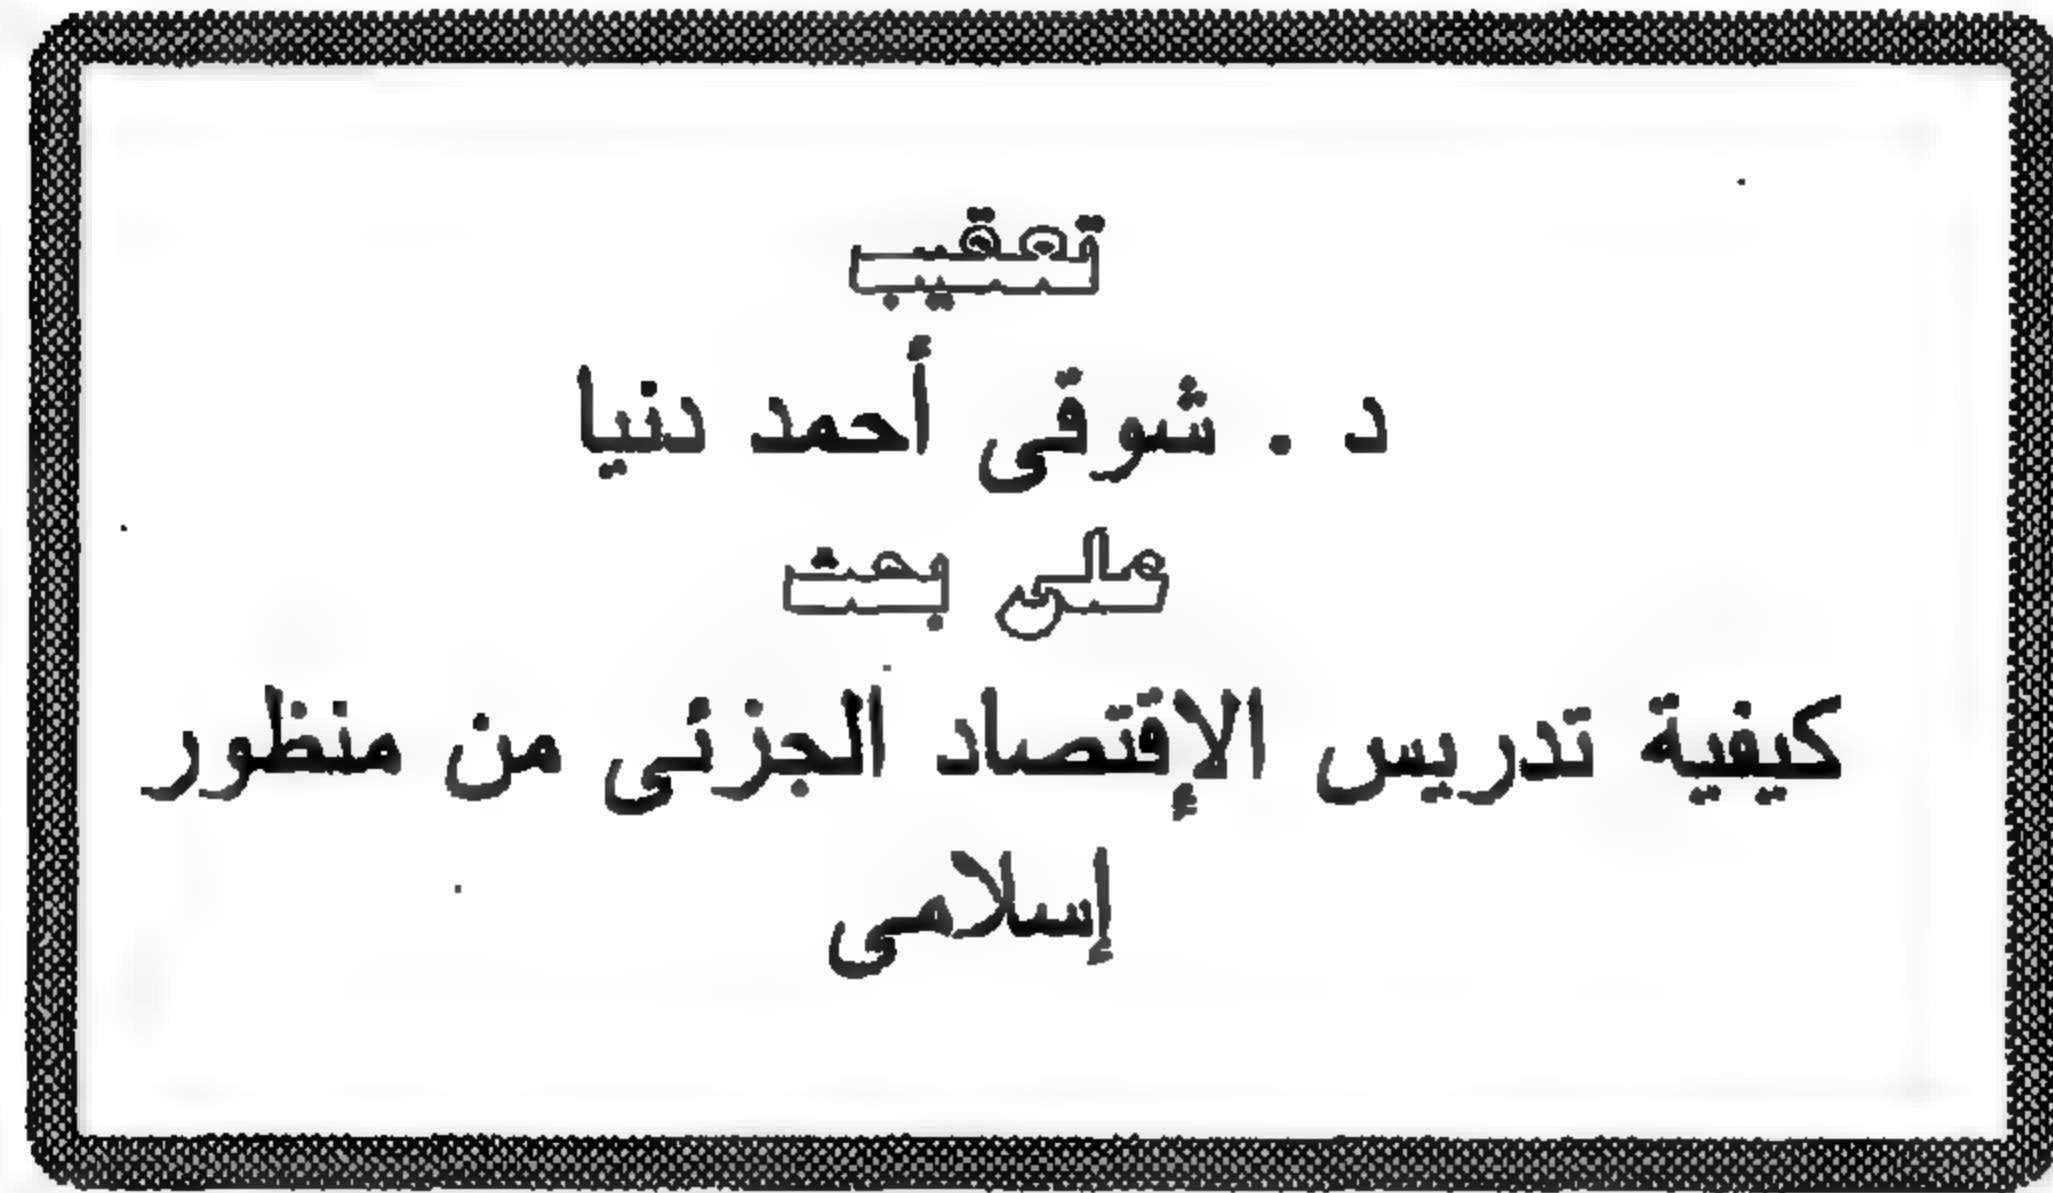 تعقيب
د . شوقى أحمد دنيا
على بحث
كيفية تدريس الإقتصاد الجزئى من منظور
إسلامى